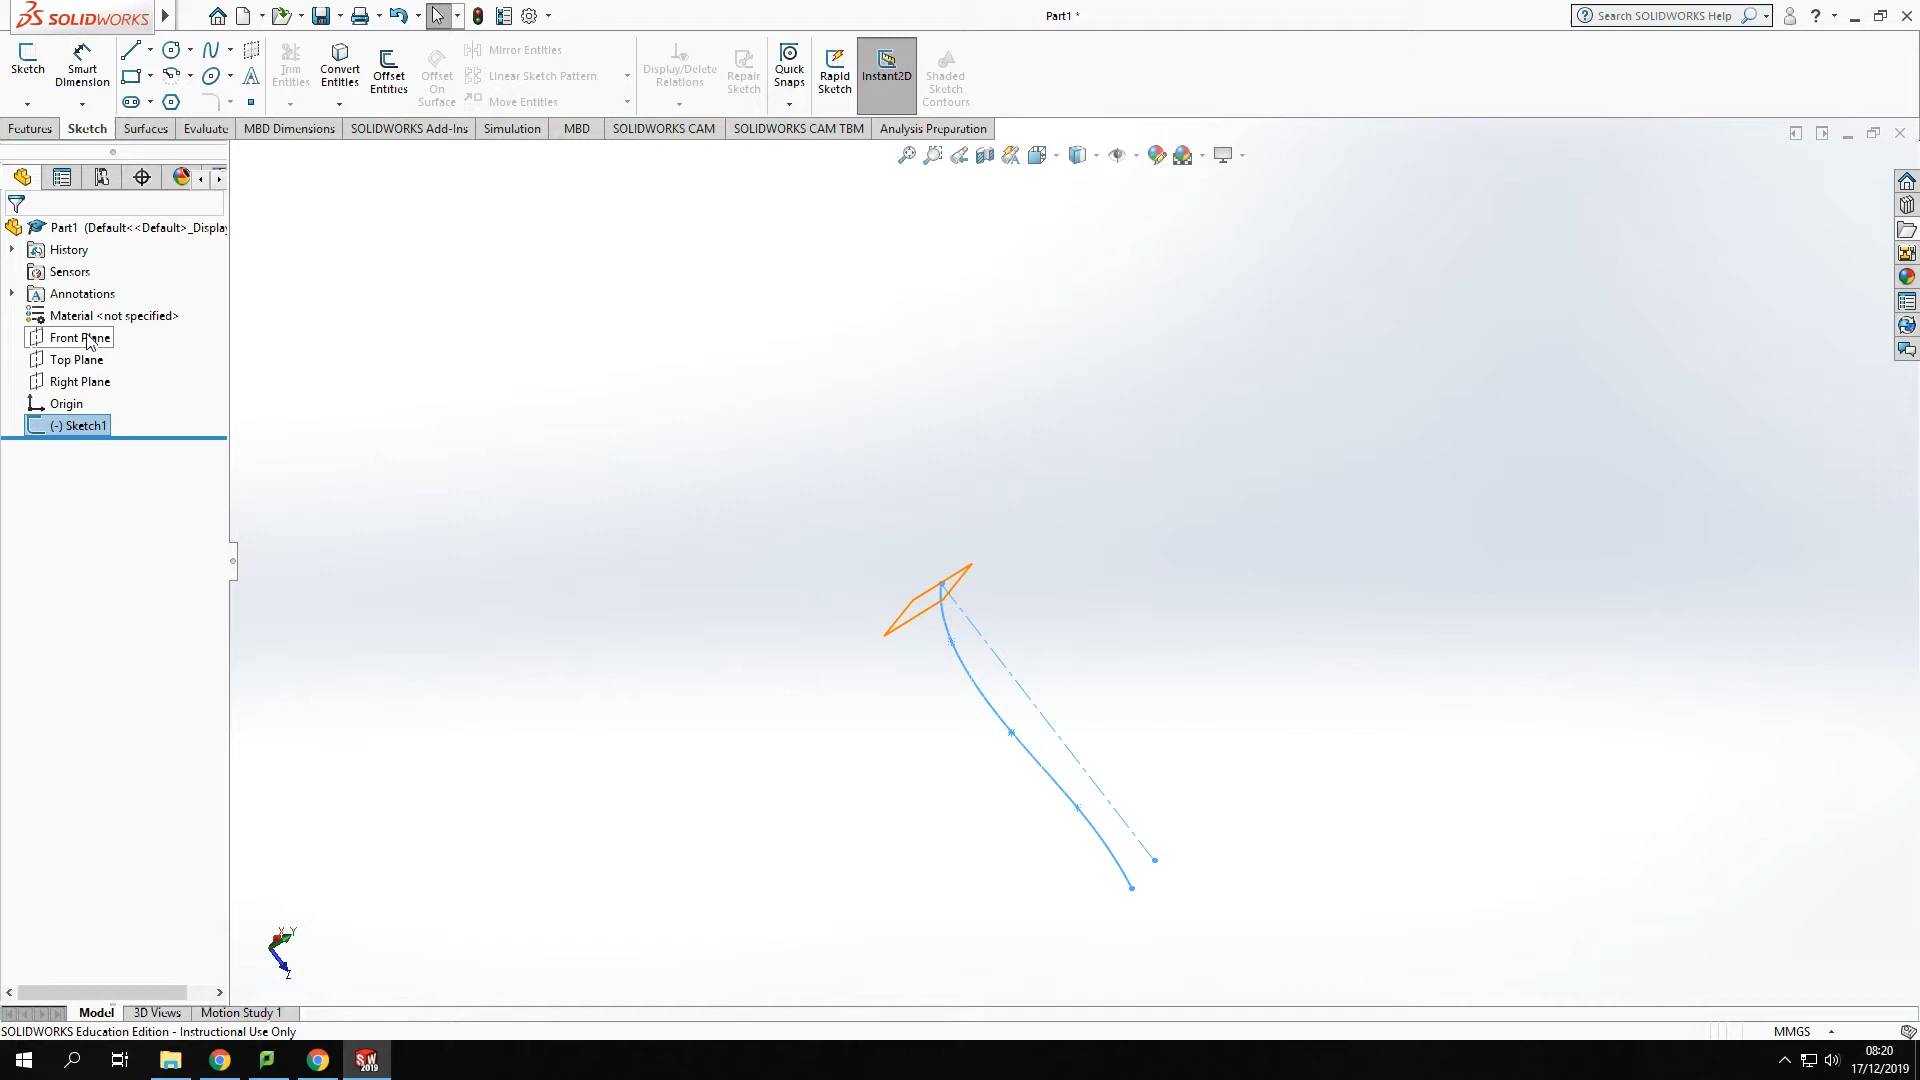 SOLIDWORKS
Part1 *
Search SOLIDWORKS Help
Sketch
Smart Dimension
Trim Entities
Convert Entities
Offset Entities
Offset On Surface
Mirror Entities
Linear Sketch Pattern
Move Entities
Display/Delete Relations
Repair Sketch
Quick Snaps
Rapid Sketch
Instant2D
Shaded Sketch Contours
Features
Sketch
Surfaces
Evaluate
MBD Dimensions
SOLIDWORKS Add-Ins
Simulation
MBD
SOLIDWORKS CAM
SOLIDWORKS CAM TBM
Analysis Preparation
Part1 (Default<<Default>_Display
History
Sensors
Annotations
Material <not specified>
Front Plane
Top Plane
Right Plane
Origin
(-) Sketch1
X
Y
Z
Model
3D Views
Motion Study 1
SOLIDWORKS Education Edition - Instructional Use Only
MMGS
SW 2019
08:20
17/12/2019